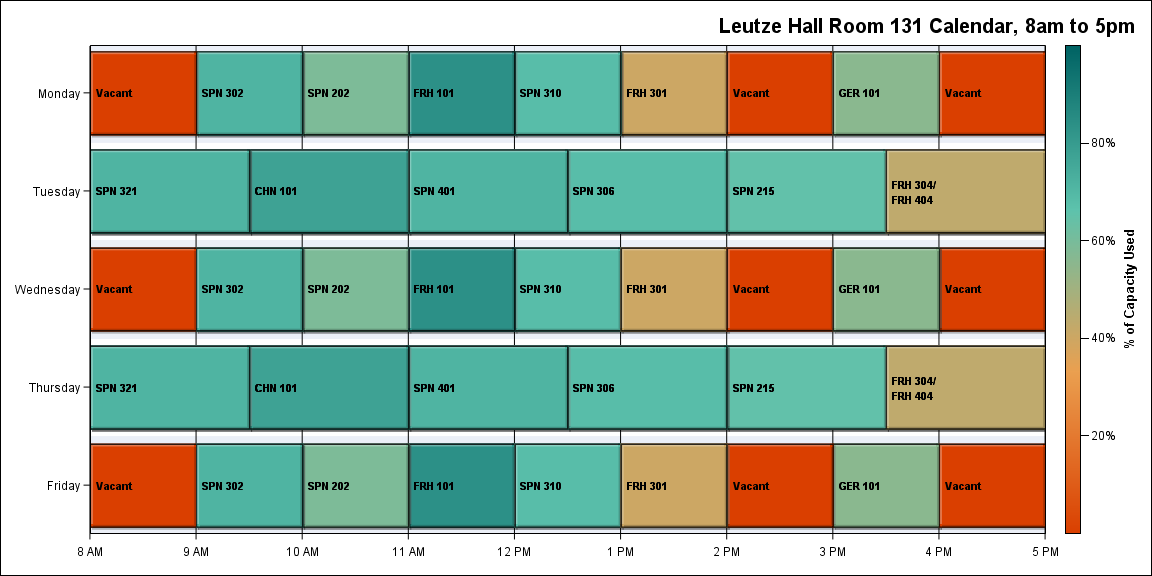 Leutze Hall Room 131 Calendar, 8am to 5pm
Monday
Vacant
SPN 302
SPN 202
FRH 101
SPN 310
FRH 301
Vacant
GER 101
Vacant
Tuesday
SPN 321
CHN 101
SPN 401
SPN 306
SPN 215
FRH 304/
FRH 404
Wednesday
Vacant
SPN 302
SPN 202
FRH 101
SPN 310
FRH 301
Vacant
GER 101
Vacant
Thursday
SPN 321
CHN 101
SPN 401
SPN 306
SPN 215
FRH 304/
FRH 404
Friday
Vacant
SPN 302
SPN 202
FRH 101
SPN 310
FRH 301
Vacant
GER 101
Vacant
8 AM
9 AM
10 AM
11 AM
12 PM
1 PM
2 PM
3 PM
4 PM
5 PM
80%
60%
40%
20%
% of Capacity Used